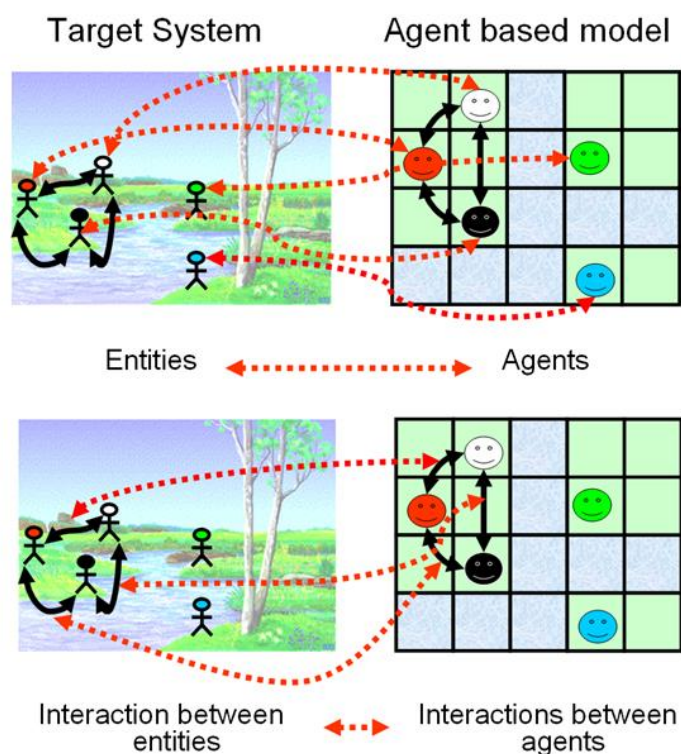 Target System
Agent based model
Entities
Agents
Interaction between
entities
Interactions between
agents